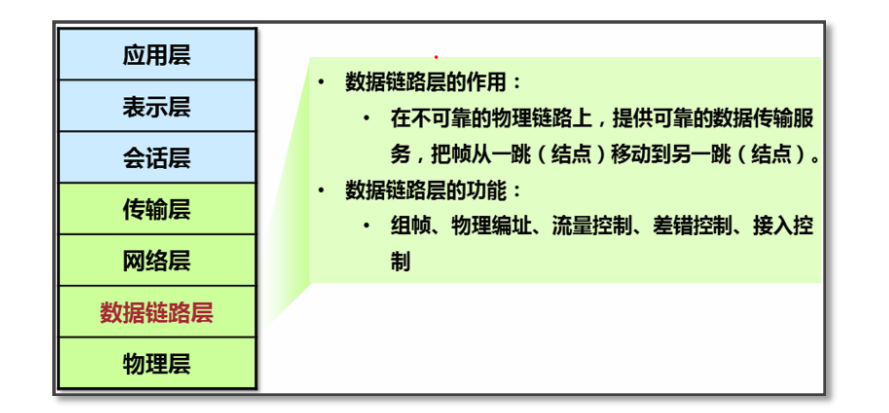 应用层
表示层
会话层
传输层
网络层
数据链路层
物理层
• 数据链路层的作用：
• 在不可靠的物理链路上，提供可靠的数据传输服
务，把帧从一跳（结点）移动到另一跳（结点）。
• 数据链路层的功能：
• 组帧、物理编址、流量控制、差错控制、接入控
制